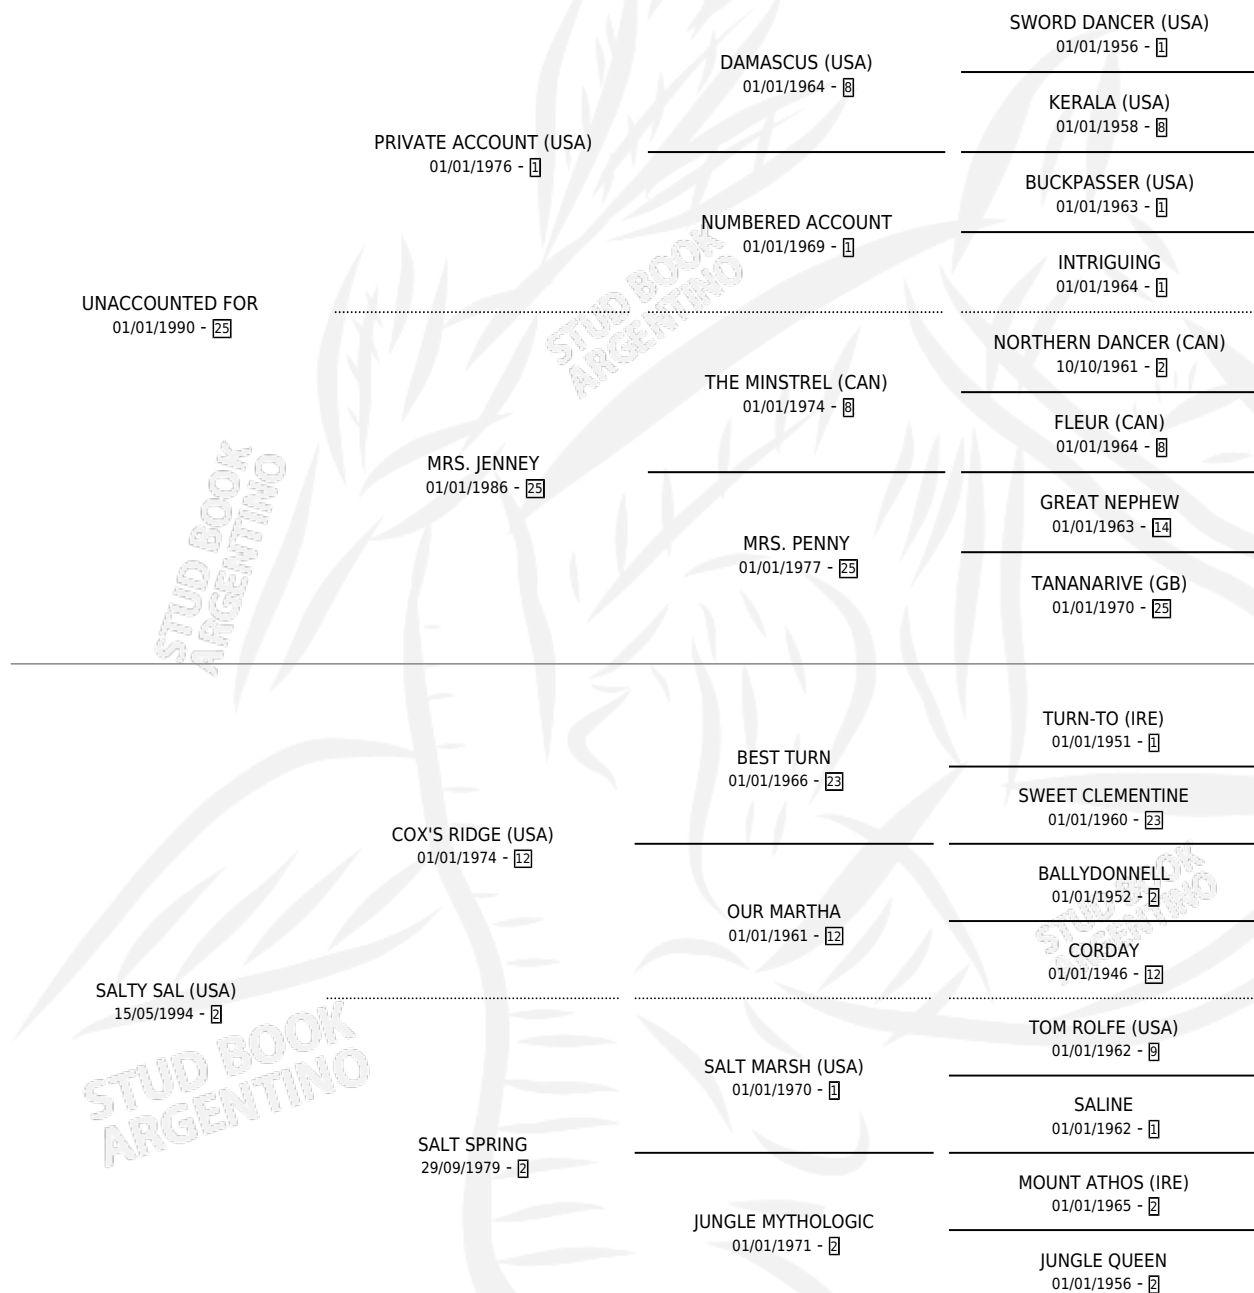 SWORD DANCER (USA)
01/01/1956 - 1
DAMASCUS (USA)
01/01/1964 - 8
KERALA (USA)
01/01/1958 - 8
PRIVATE ACCOUNT (USA)
01/01/1976 - 1
BUCKPASSER (USA)
01/01/1963 - 1
NUMBERED ACCOUNT
01/01/1969 - 1
INTRIGUING
01/01/1964 - 1
UNACCOUNTED FOR
01/01/1990 - 25
NORTHERN DANCER (CAN)
10/10/1961 - 2
THE MINSTREL (CAN)
01/01/1974 - 8
FLEUR (CAN)
01/01/1964 - 8
MRS. JENNEY
01/01/1986 - 25
GREAT NEPHEW
01/01/1963 - 14
MRS. PENNY
01/01/1977 - 25
TANANARIVE (GB)
01/01/1970 - 25
TURN-TO (IRE)
01/01/1951 - 1
BEST TURN
01/01/1966 - 23
SWEET CLEMENTINE
01/01/1960 - 23
COX'S RIDGE (USA)
01/01/1974 - 12
BALLYDONNELL
01/01/1952 - 2
OUR MARTHA
01/01/1961 - 12
CORDAY
01/01/1946 - 12
SALTY SAL (USA)
15/05/1994 - 2
TOM ROLFE (USA)
01/01/1962 - 9
SALT MARSH (USA)
01/01/1970 - 1
SALINE
01/01/1962 - 1
SALT SPRING
29/09/1979 - 2
MOUNT ATHOS (IRE)
01/01/1965 - 2
JUNGLE MYTHOLOGIC
01/01/1971 - 2
JUNGLE QUEEN
01/01/1956 - 2
STUD BOOK
ARGENTINO
STUD BOOK
ARGENTINO
STUD BOOK
ARGENTINO
STUD BOOK
ARGENTINO